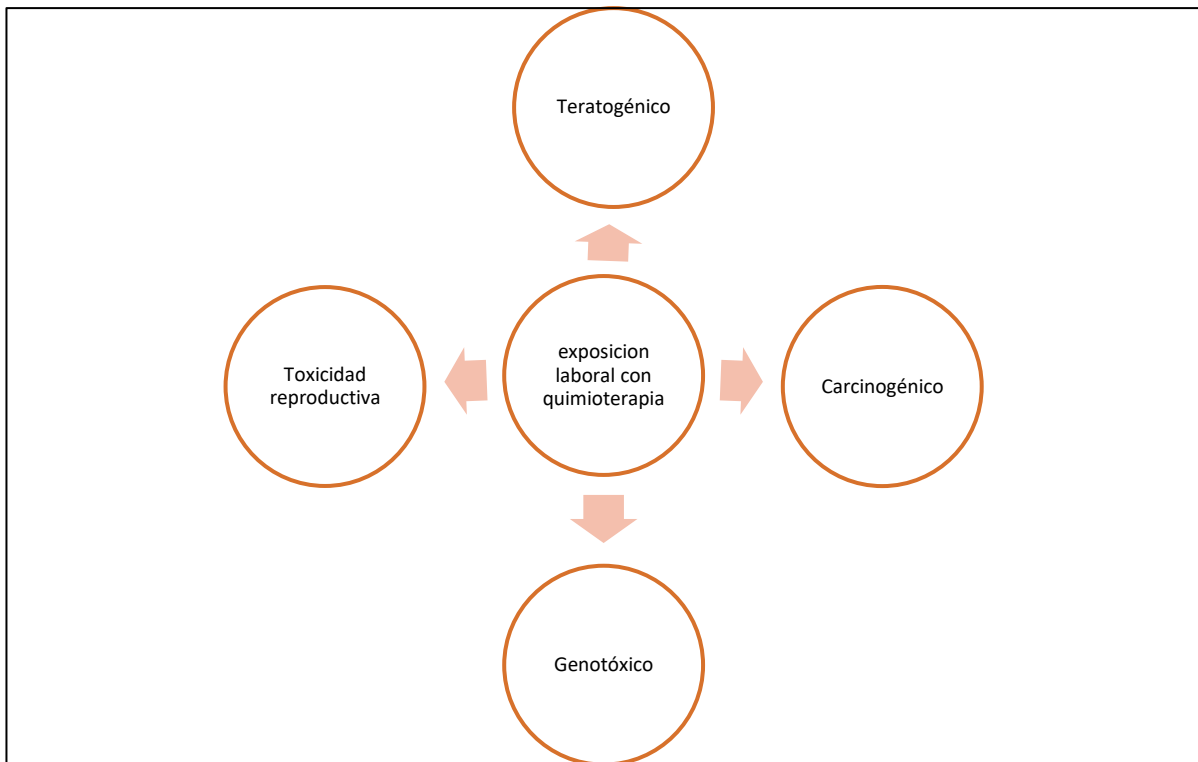 Teratogénico
Toxicidad
reproductiva
exposicion
laboral con
quimioterapia
Carcinogénico
Genotóxico